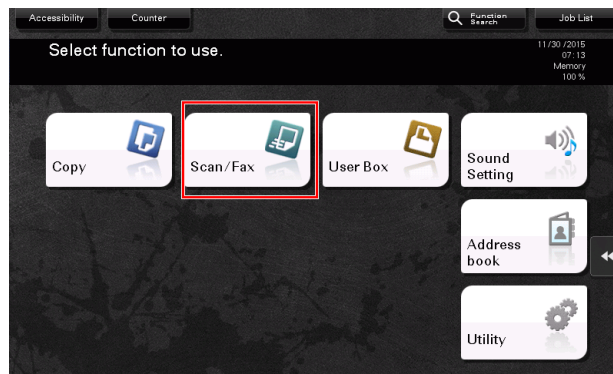 Accessibility
Counter
Function
Search
Job List
Select function to use.
11/30 /2015
07:13
Memory
100 %
Copy
Scan/Fax
User Box
Sound
Setting
Address
book
Utility